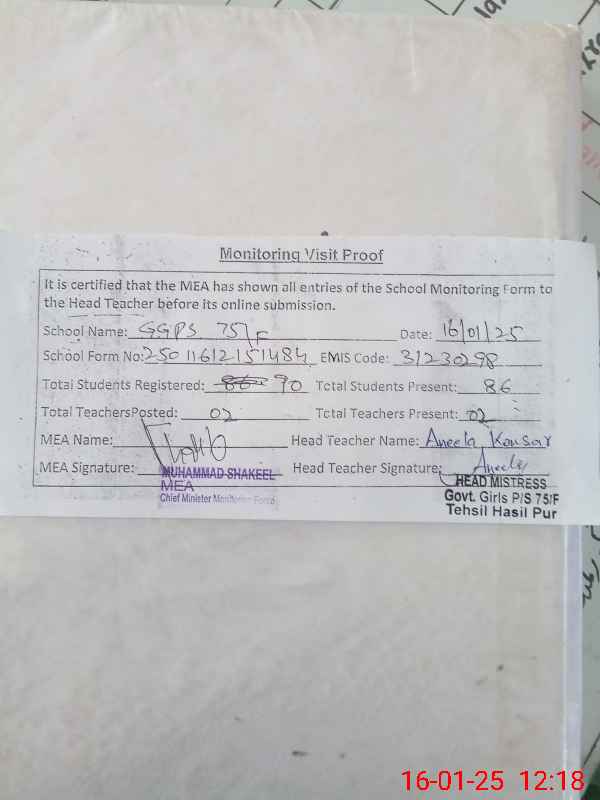 Monitoring Visit Proof
It is certified that the MEA has shown all entries of the School Monitoring Form to
the Head Teacher before its online submission.
School Name: GGPS 75/F Date: 16/01/25
School Form No: 25011612151484 EMIS Code: 31230298
Total Students Registered: 90 Total Students Present: 86
Total TeachersPosted: 02 Total Teachers Present: 02
MEA Name: Head Teacher Name: Aneela Kousar
MEA Signature: Head Teacher Signature: Aneela
MUHAMMAD SHAKEEL
MEA
Chief Minister Monitoring Force
HEAD MISTRESS
Govt. Girls P/S 75/F
Tehsil Hasil Pur
16-01-25 12:18